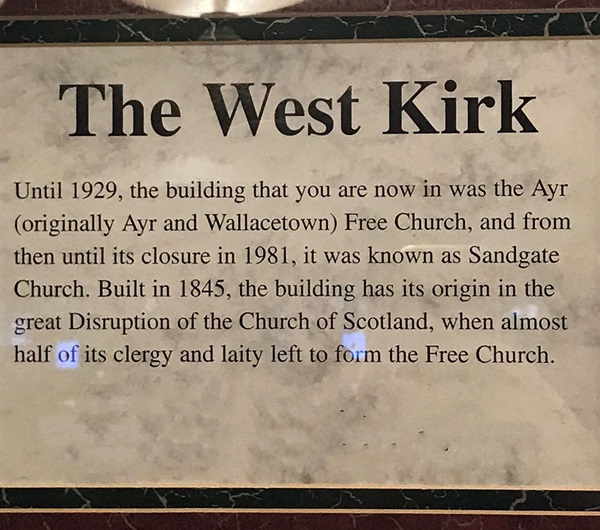 The West Kirk
Until 1929, the building that you are now in was the Ayr
(originally Ayr and Wallacetown) Free Church, and from
then until its closure in 1981, it was known as Sandgate
Church. Built in 1845, the building has its origin in the
great Disruption of the Church of Scotland, when almost
half of its clergy and laity left to form the Free Church.